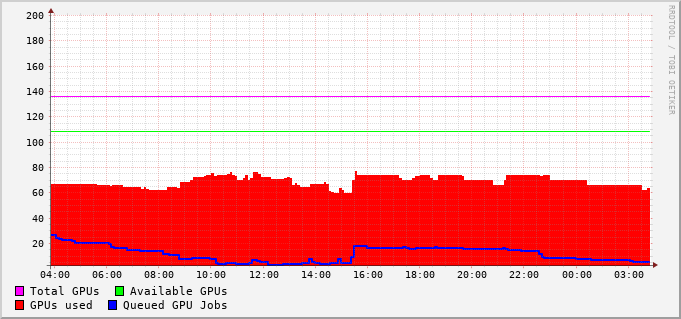 200
180
160
140
120
100
80
60
40
20
04:00 06:00 08:00 10:00 12:00 14:00 16:00 18:00 20:00 22:00 00:00 03:00
Total GPUs Available GPUs
GPUs used Queued GPU Jobs
RRDTOOL / TOBI OETIKER